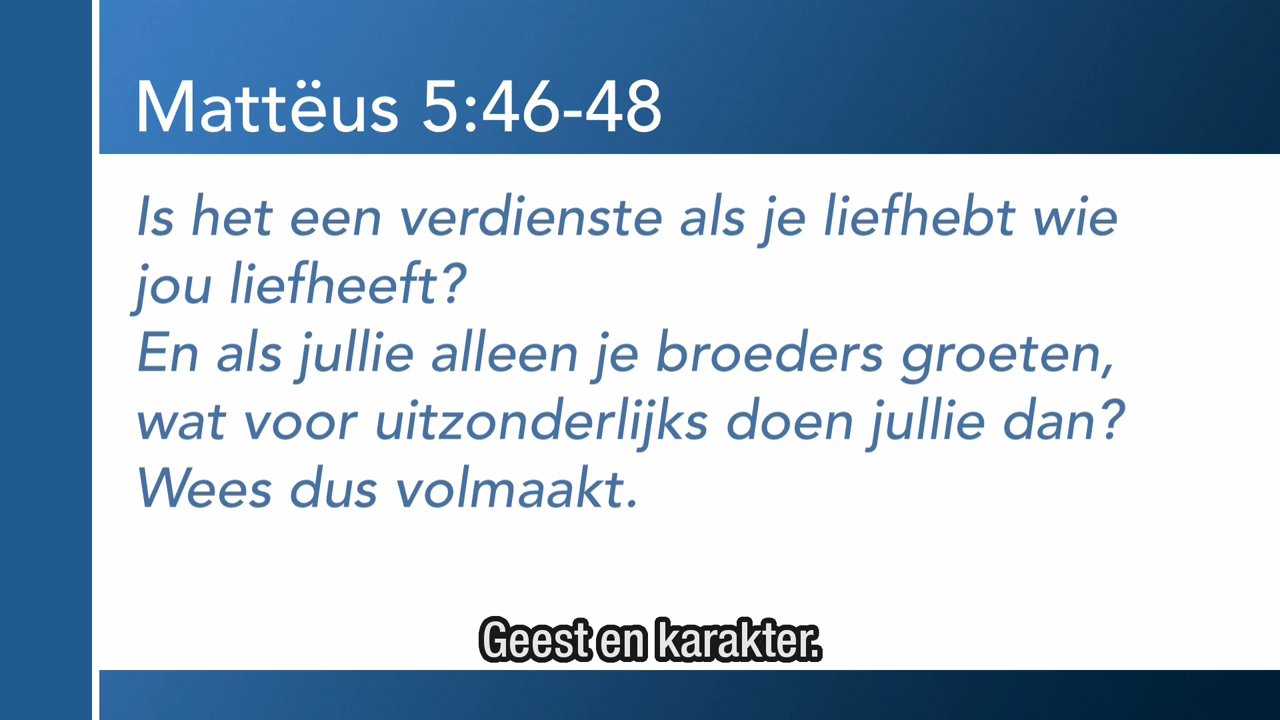 Mattëus 5:46-48
Is het een verdienste als je liefhebt wie
jou liefheeft?
En als jullie alleen je broeders groeten,
wat voor uitzonderlijks doen jullie dan?
Wees dus volmaakt.
Geest en karakter.